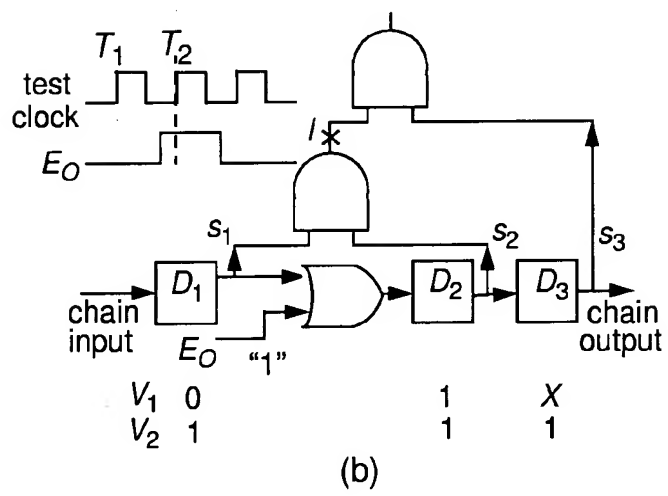 T1 T2
test
clock
EO
l
s1
s2
s3
D1
D2
D3
chain
input
EO "1"
chain
output
V1 0 1 X
V2 1 1 1
(b)